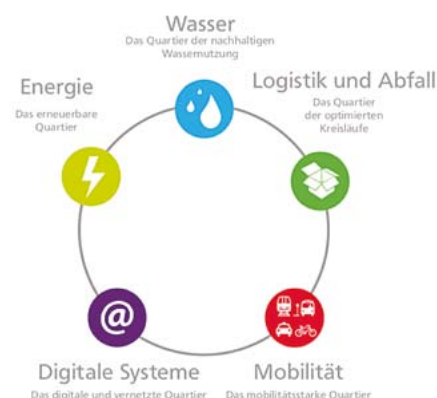 Wasser
Das Quartier der nachhaltigen
Wassernutzung
Logistik und Abfall
Das Quartier
der optimierten
Kreisläufe
Energie
Das erneuerbare
Quartier
@
Digitale Systeme
Das digitale und vernetzte Quartier
Mobilität
Das mobilitätsstarke Quartier